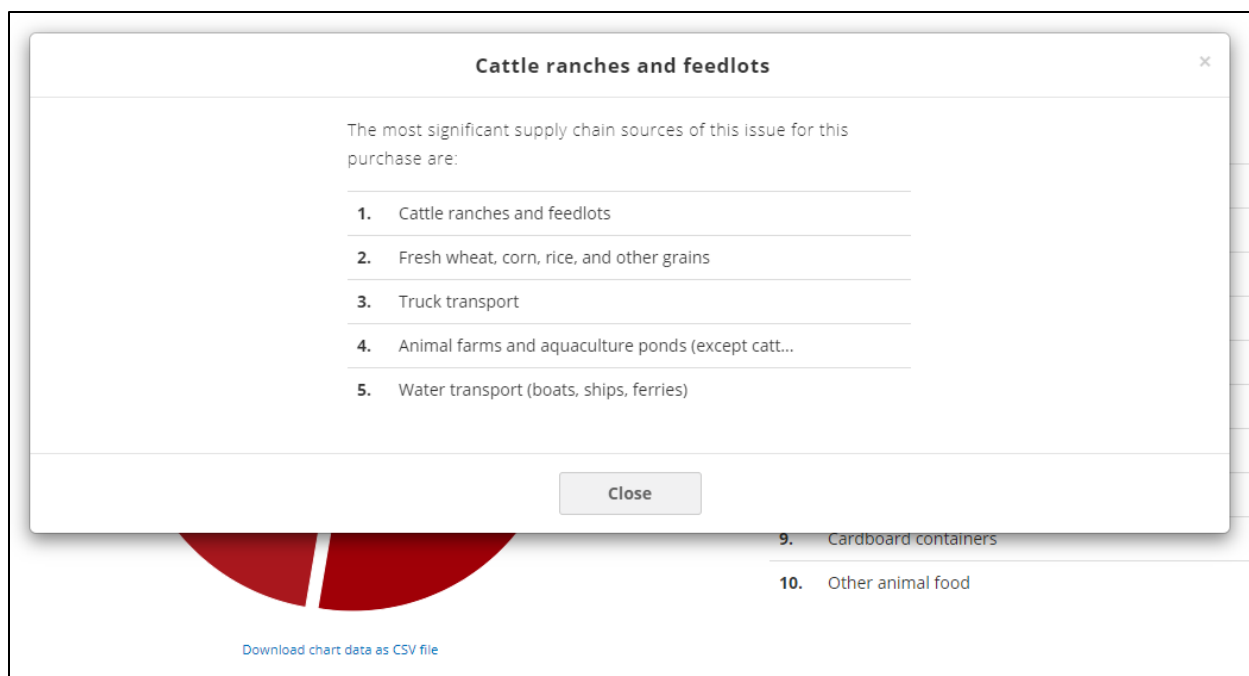 Cattle ranches and feedlots
×
The most significant supply chain sources of this issue for this
purchase are:
1. Cattle ranches and feedlots
2. Fresh wheat, corn, rice, and other grains
3. Truck transport
4. Animal farms and aquaculture ponds (except catt...
5. Water transport (boats, ships, ferries)
Close
9. Cardboard containers
10. Other animal food
Download chart data as CSV file